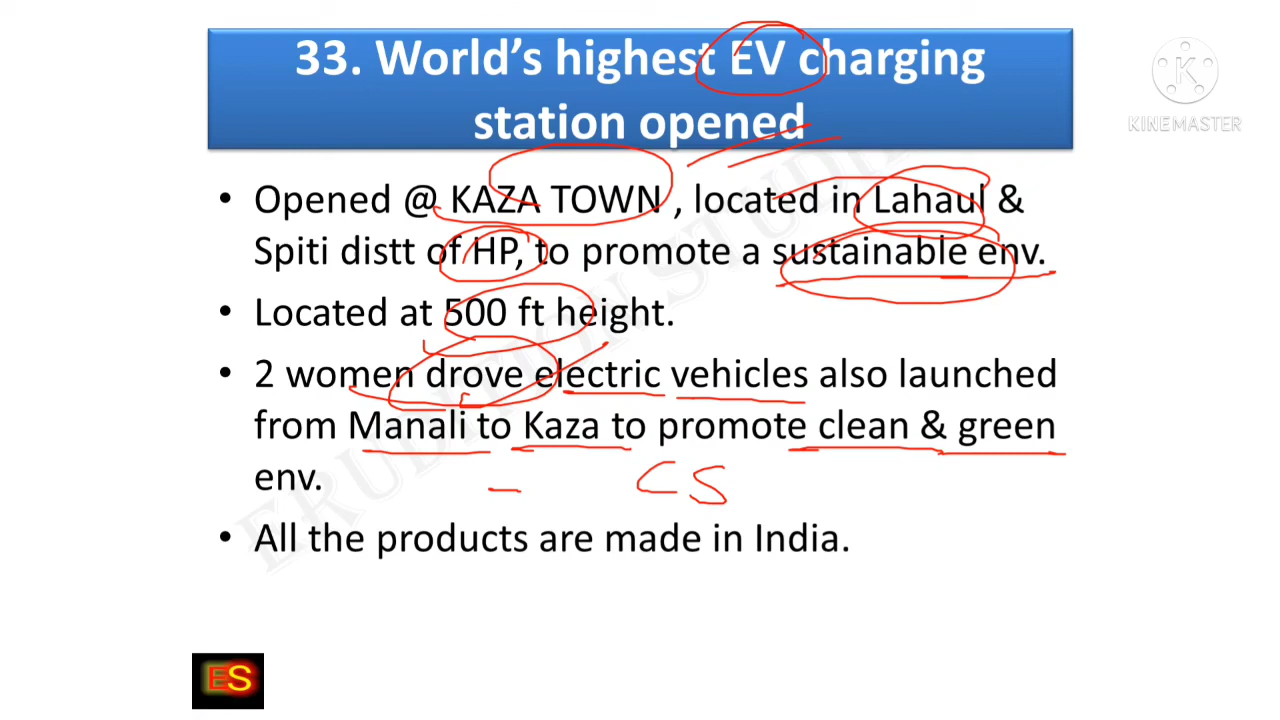 33. World's highest EV charging
station opened
K
KINEMASTER
• Opened @ KAZA TOWN , located in Lahaul &
Spiti distt of HP, to promote a sustainable env.
• Located at 500 ft height.
• 2 women drove electric vehicles also launched
from Manali to Kaza to promote clean & green
env.
CS
• All the products are made in India.
ERUDITION STUDIES
ES